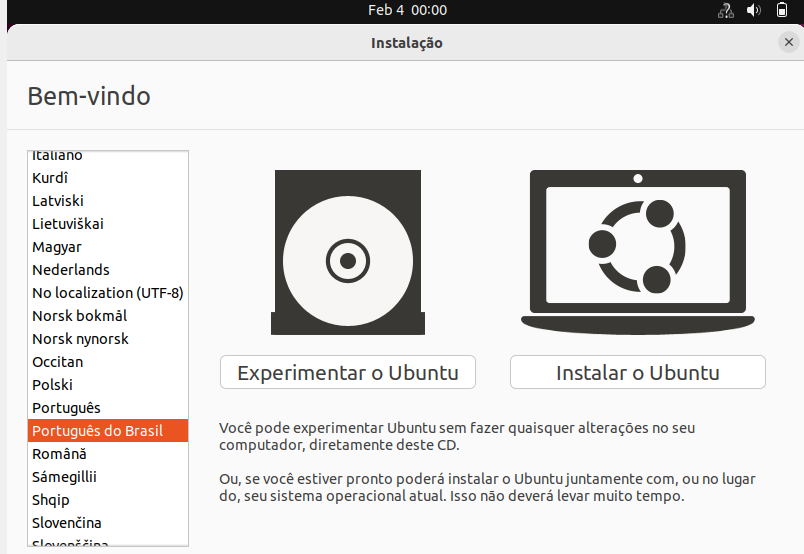 Feb 4 00:00
Instalação
Bem-vindo
Italiano
Kurdî
Latviski
Lietuviškai
Magyar
Nederlands
No localization (UTF-8)
Norsk bokmål
Norsk nynorsk
Occitan
Polski
Português
Português do Brasil
Română
Sámegillii
Shqip
Slovenčina
Slovenščina
Experimentar o Ubuntu
Instalar o Ubuntu
Você pode experimentar Ubuntu sem fazer quaisquer alterações no seu
computador, diretamente deste CD.
Ou, se você estiver pronto poderá instalar o Ubuntu juntamente com, ou no lugar
do, seu sistema operacional atual. Isso não deverá levar muito tempo.